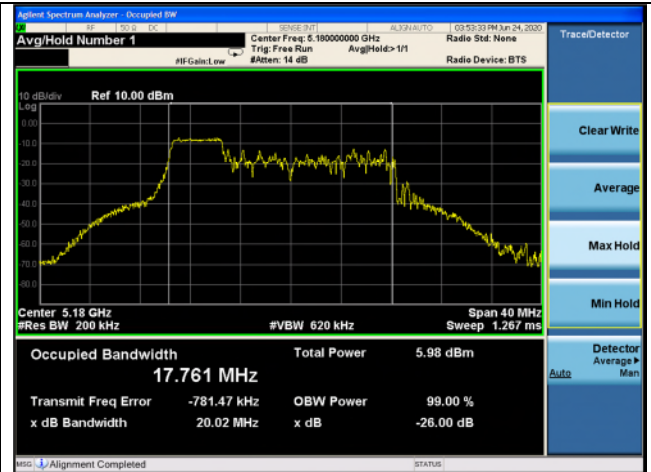 Agilent Spectrum Analyzer - Occupied BW
RF 50 Ω DC SENSE:INT ALIGN AUTO 03:53:33 PM Jun 24, 2020
Avg/Hold Number 1
Center Freq: 5.180000000 GHz
Radio Std: None
Trig: Free Run Avg|Hold:>1/1
#IFGain:Low
#Atten: 14 dB
Radio Device: BTS
10 dB/div Ref 10.00 dBm
Log
0.00
-10.0
-20.0
-30.0
-40.0
-50.0
-60.0
-70.0
-80.0
Center 5.18 GHz Span 40 MHz
#Res BW 200 kHz #VBW 620 kHz Sweep 1.267 ms
Occupied Bandwidth Total Power 5.98 dBm
17.761 MHz
Transmit Freq Error -781.47 kHz OBW Power 99.00 %
x dB Bandwidth 20.02 MHz x dB -26.00 dB
MSG Alignment Completed STATUS
Trace/Detector
Clear Write
Average
Max Hold
Min Hold
Detector
Average▶
Auto Man